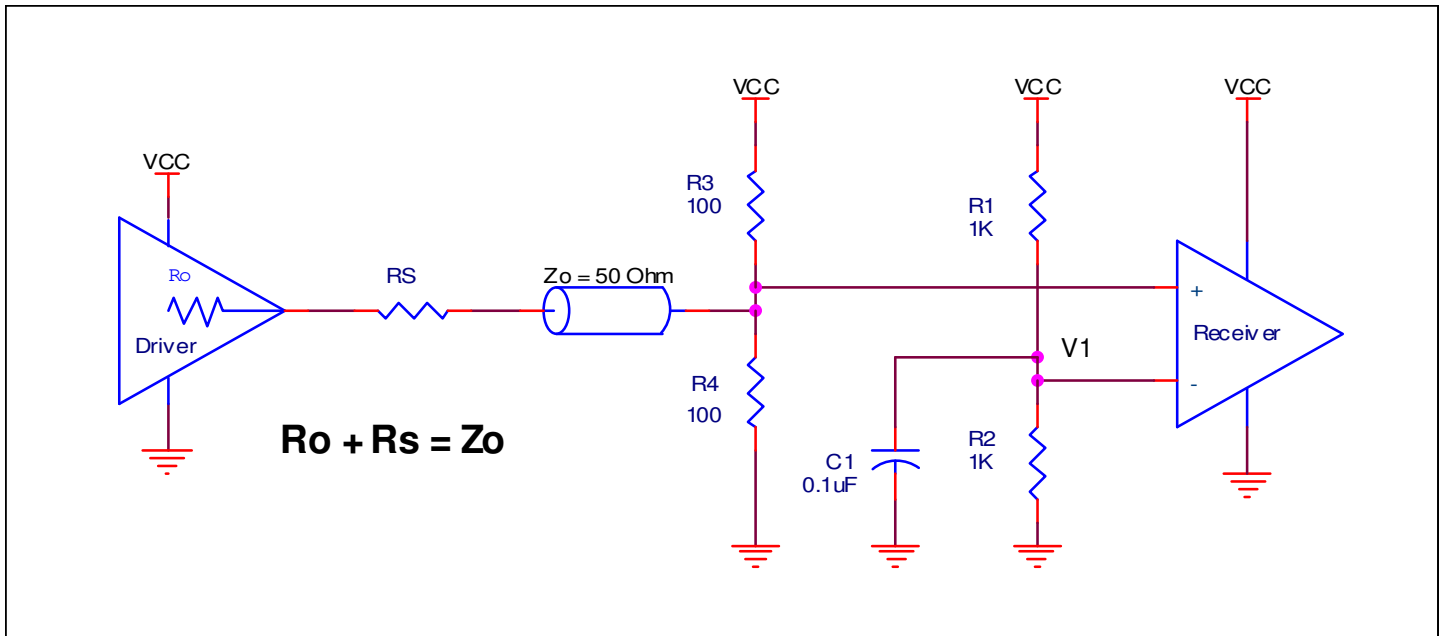 VCC
VCC
VCC
VCC
R3
100
R1
1K
Ro
RS
Zo = 50 Ohm
+
Driver
Receiver
V1
R4
100
-
Ro + Rs = Zo
C1
0.1uF
R2
1K